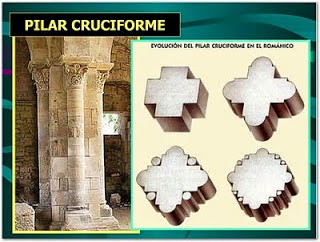 PILAR CRUCIFORME
EVOLUCIÓN DEL PILAR CRUCIFORME EN EL ROMÁNICO